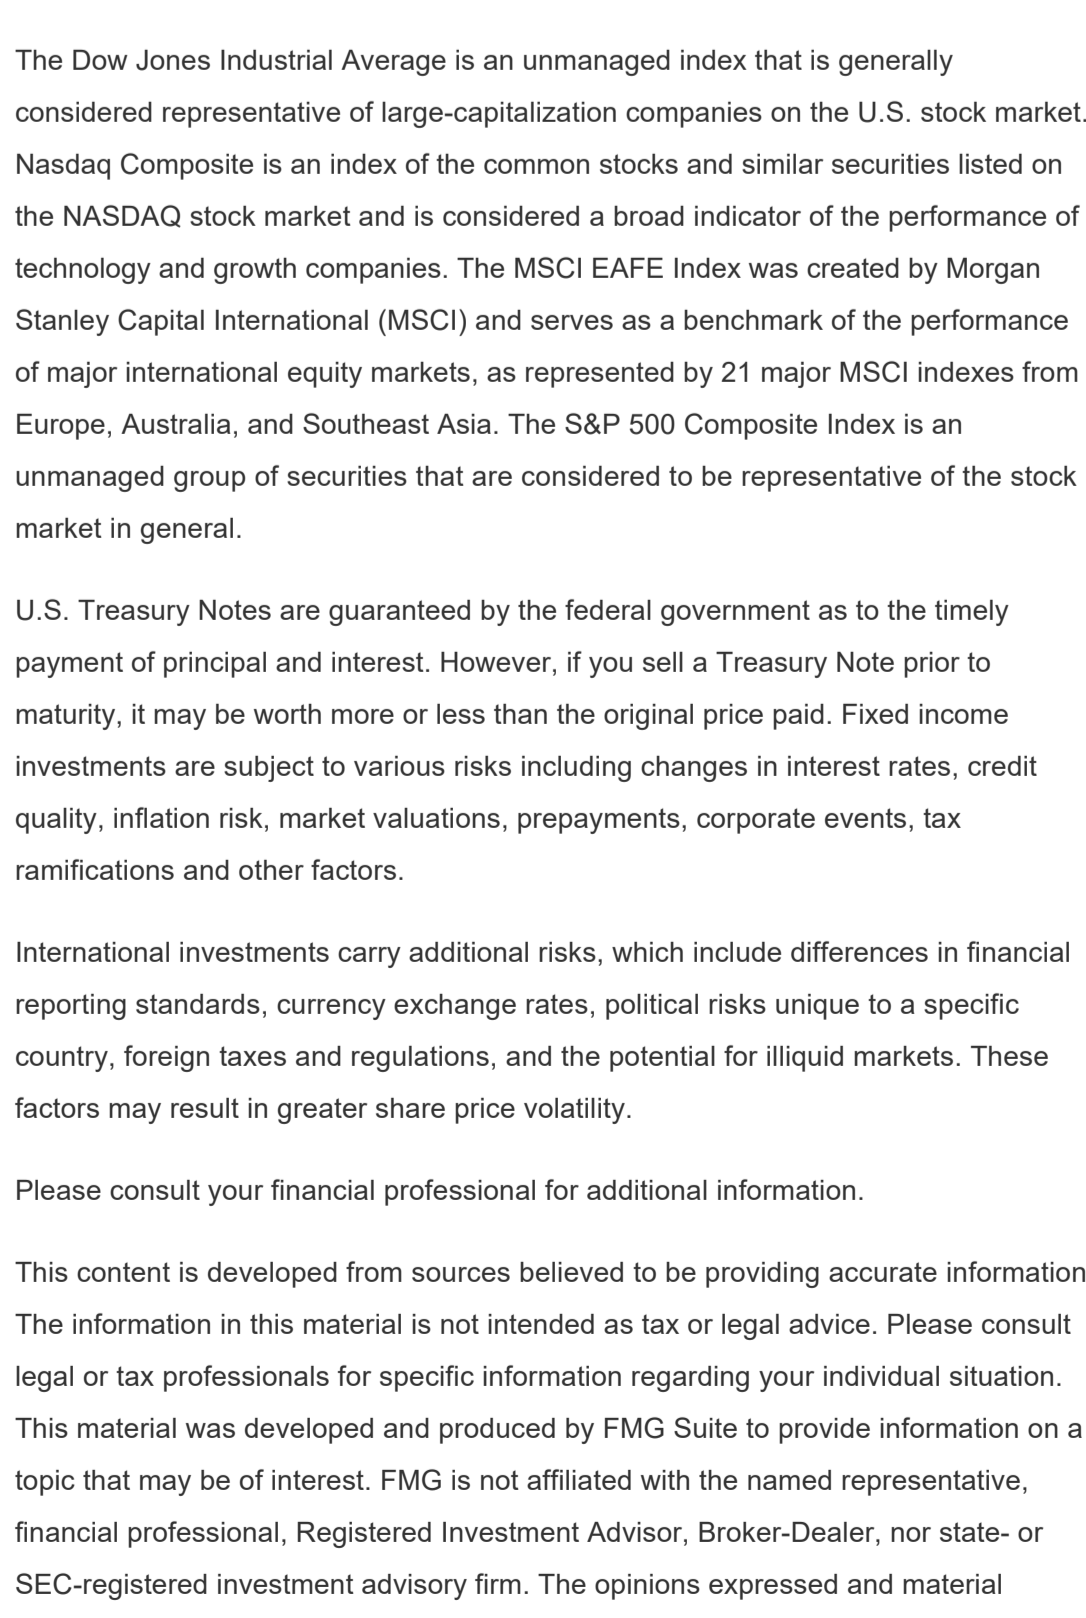 The Dow Jones Industrial Average is an unmanaged index that is generally
considered representative of large-capitalization companies on the U.S. stock market.
Nasdaq Composite is an index of the common stocks and similar securities listed on
the NASDAQ stock market and is considered a broad indicator of the performance of
technology and growth companies. The MSCI EAFE Index was created by Morgan
Stanley Capital International (MSCI) and serves as a benchmark of the performance
of major international equity markets, as represented by 21 major MSCI indexes from
Europe, Australia, and Southeast Asia. The S&P 500 Composite Index is an
unmanaged group of securities that are considered to be representative of the stock
market in general.
U.S. Treasury Notes are guaranteed by the federal government as to the timely
payment of principal and interest. However, if you sell a Treasury Note prior to
maturity, it may be worth more or less than the original price paid. Fixed income
investments are subject to various risks including changes in interest rates, credit
quality, inflation risk, market valuations, prepayments, corporate events, tax
ramifications and other factors.
International investments carry additional risks, which include differences in financial
reporting standards, currency exchange rates, political risks unique to a specific
country, foreign taxes and regulations, and the potential for illiquid markets. These
factors may result in greater share price volatility.
Please consult your financial professional for additional information.
This content is developed from sources believed to be providing accurate information
The information in this material is not intended as tax or legal advice. Please consult
legal or tax professionals for specific information regarding your individual situation.
This material was developed and produced by FMG Suite to provide information on a
topic that may be of interest. FMG is not affiliated with the named representative,
financial professional, Registered Investment Advisor, Broker-Dealer, nor state- or
SEC-registered investment advisory firm. The opinions expressed and material